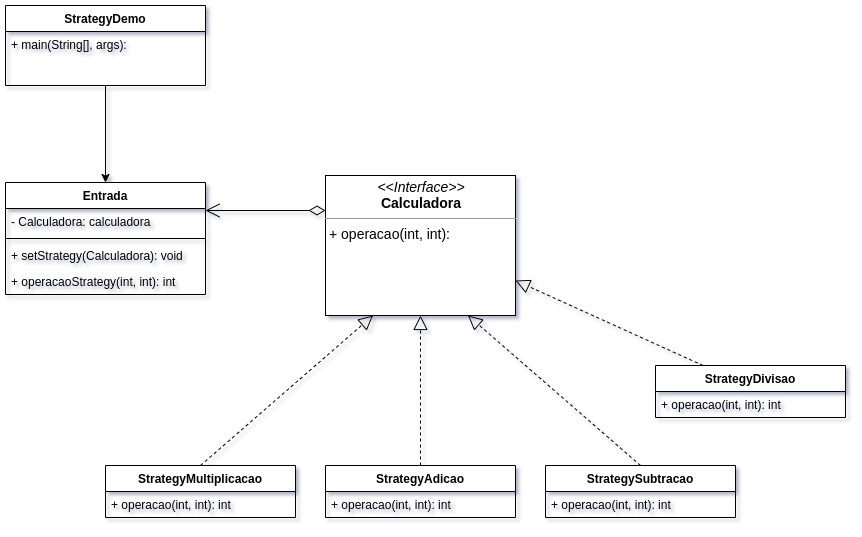 StrategyDemo
+ main(String[], args):
Entrada
- Calculadora: calculadora
+ setStrategy(Calculadora): void
+ operacaoStrategy(int, int): int
<<Interface>>
Calculadora
+ operacao(int, int):
StrategyDivisao
+ operacao(int, int): int
StrategyMultiplicacao
+ operacao(int, int): int
StrategyAdicao
+ operacao(int, int): int
StrategySubtracao
+ operacao(int, int): int